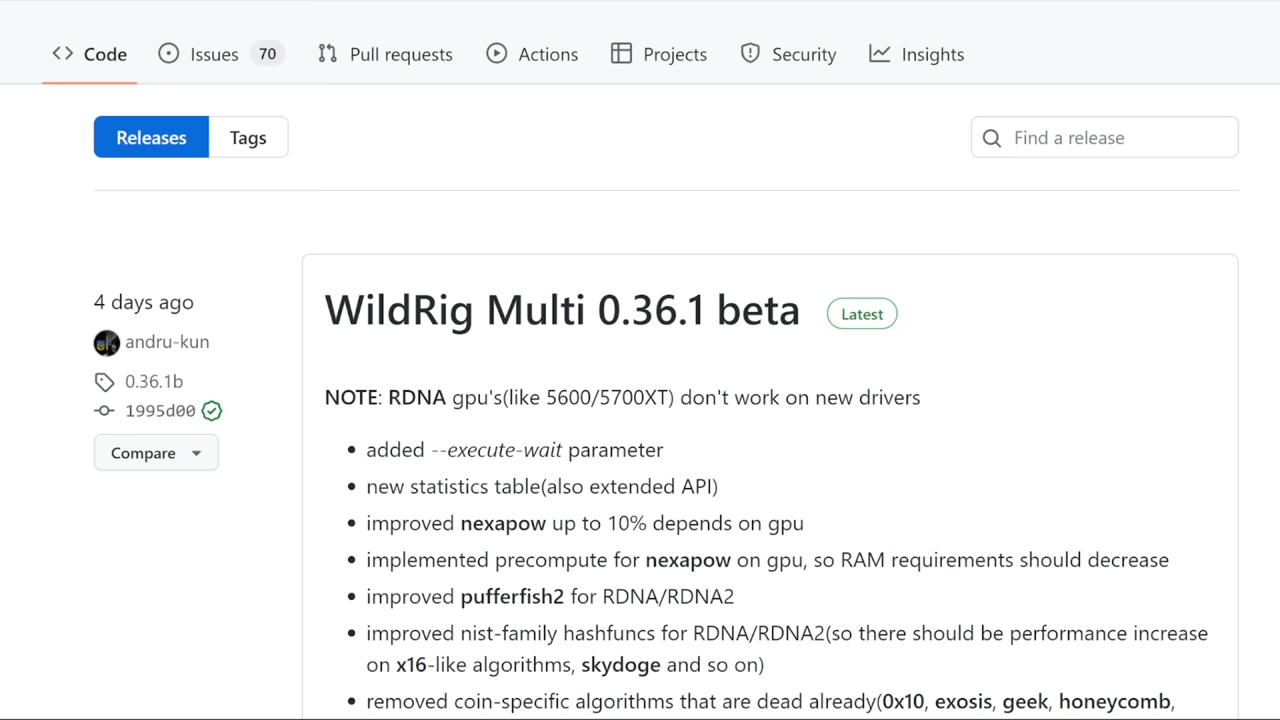 Code
Issues 70
Pull requests
Actions
Projects
Security
Insights
Releases
Tags
Find a release
4 days ago
andru-kun
0.36.1b
1995d00
Compare
WildRig Multi 0.36.1 beta
Latest
NOTE: RDNA gpu's(like 5600/5700XT) don't work on new drivers
• added --execute-wait parameter
• new statistics table(also extended API)
• improved nexapow up to 10% depends on gpu
• implemented precompute for nexapow on gpu, so RAM requirements should decrease
• improved pufferfish2 for RDNA/RDNA2
• improved nist-family hashfuncs for RDNA/RDNA2(so there should be performance increase
on x16-like algorithms, skydoge and so on)
• removed coin-specific algorithms that are dead already(0x10, exosis, geek, honeycomb,